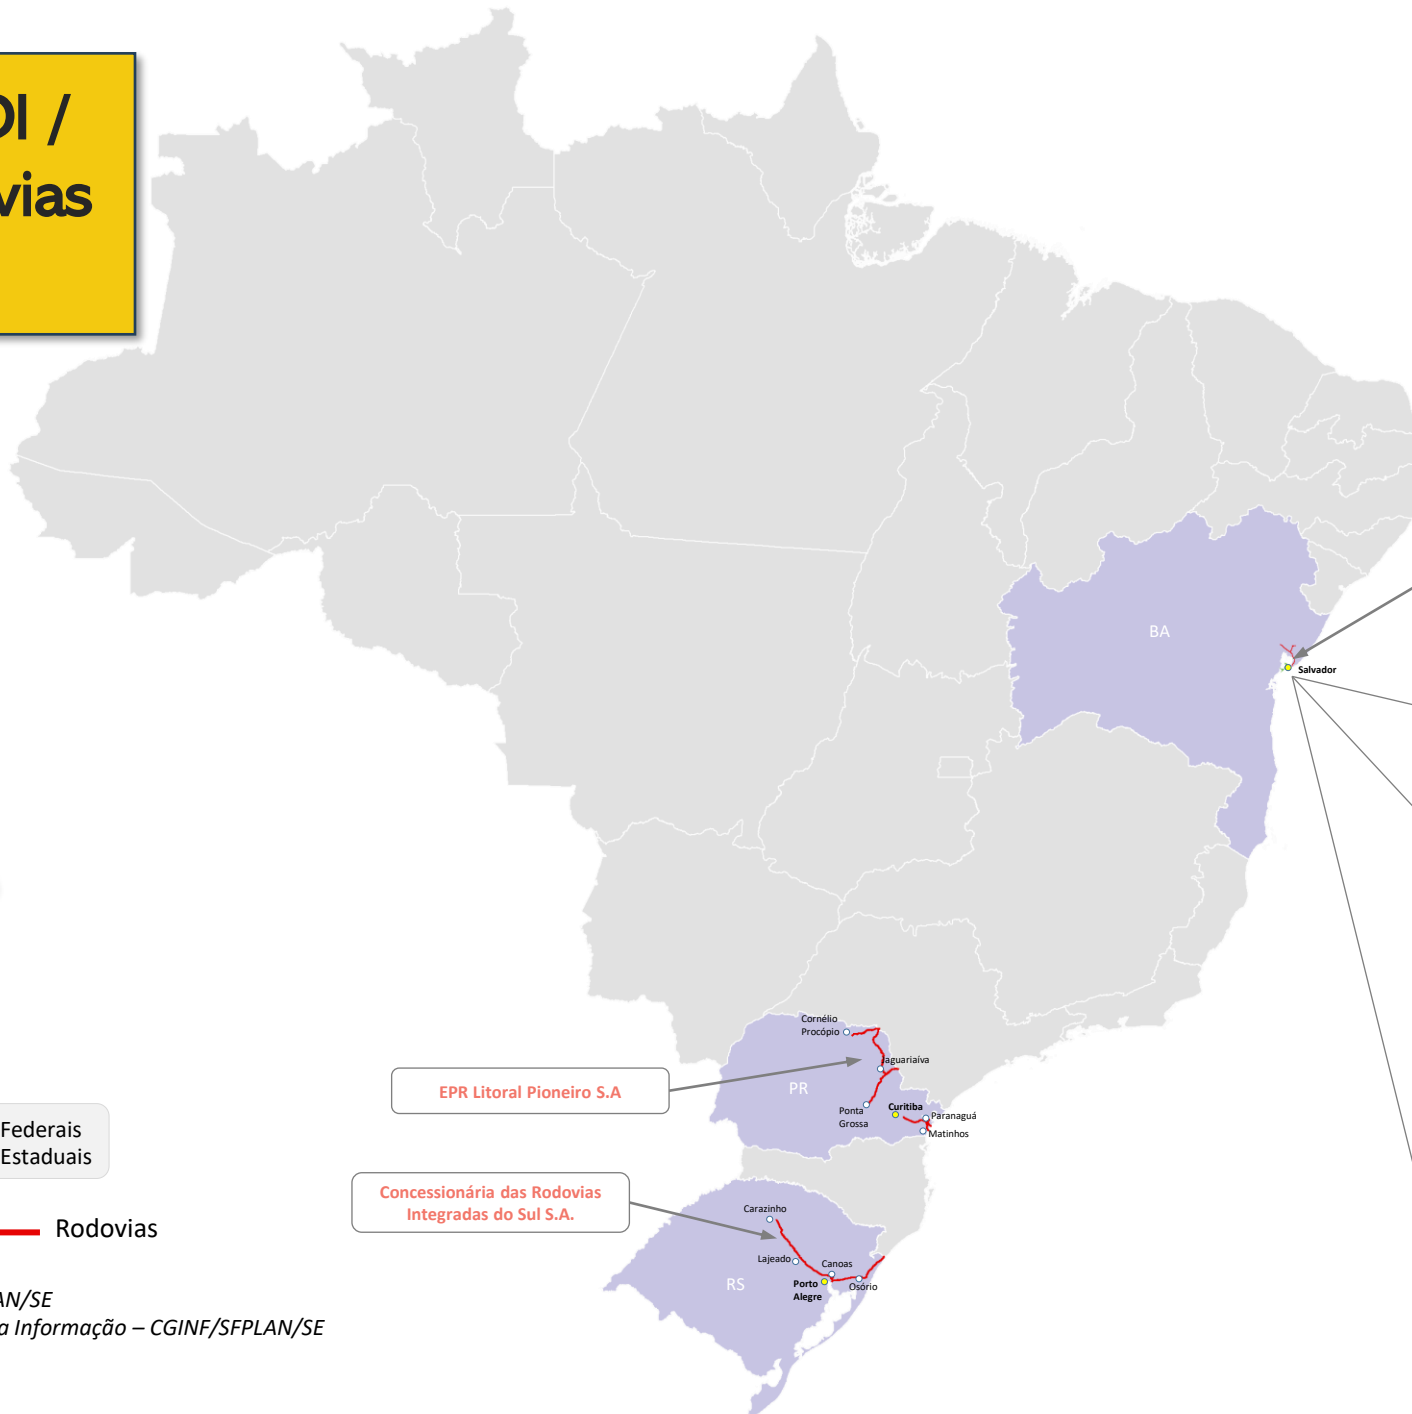 DI /
vias
BA
Salvador
Cornélio
Procópio
Jaguariaíva
EPR Litoral Pioneiro S.A
PR
Ponta
Grossa
Curitiba
Paranaguá
Matinhos
Federais
Estaduais
Concessionária das Rodovias
Integradas do Sul S.A.
Carazinho
Rodovias
Lajeado
Canoas
RS
Porto
Alegre
Osório
AN/SE
a Informação – CGINF/SFPLAN/SE